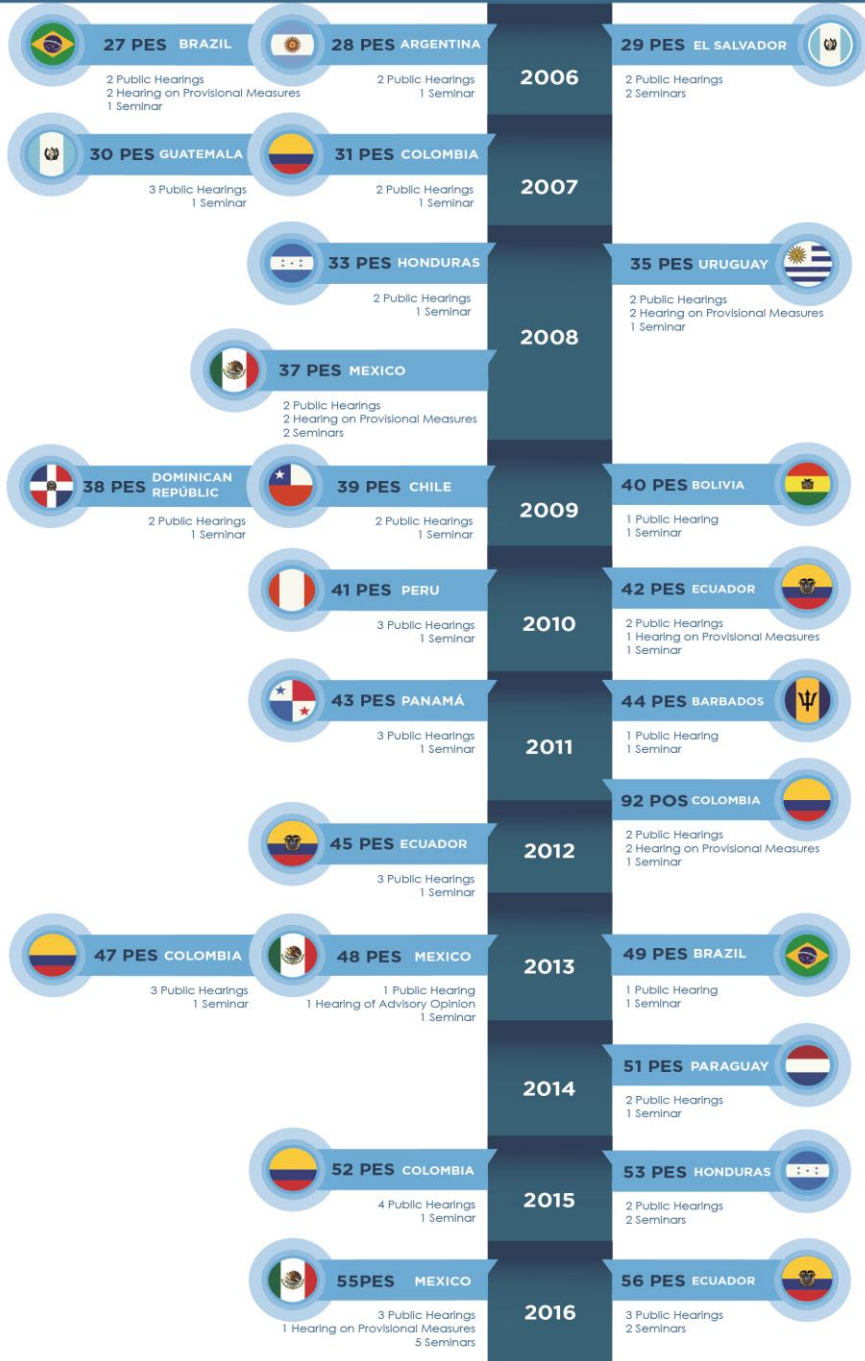 27 PES BRAZIL
2 Public Hearings
2 Hearing on Provisional Measures
1 Seminar
28 PES ARGENTINA
2 Public Hearings
1 Seminar
2006
29 PES EL SALVADOR
2 Public Hearings
2 Seminars
30 PES GUATEMALA
3 Public Hearings
1 Seminar
31 PES COLOMBIA
2 Public Hearings
1 Seminar
2007
33 PES HONDURAS
2 Public Hearings
1 Seminar
2008
35 PES URUGUAY
2 Public Hearings
2 Hearing on Provisional Measures
1 Seminar
37 PES MEXICO
2 Public Hearings
2 Hearing on Provisional Measures
2 Seminars
38 PES DOMINICAN
REPÚBLIC
2 Public Hearings
1 Seminar
39 PES CHILE
2 Public Hearings
1 Seminar
2009
40 PES BOLIVIA
1 Public Hearing
1 Seminar
41 PES PERU
3 Public Hearings
1 Seminar
2010
42 PES ECUADOR
2 Public Hearings
1 Hearing on Provisional Measures
1 Seminar
43 PES PANAMÁ
3 Public Hearings
1 Seminar
2011
44 PES BARBADOS
1 Public Hearing
1 Seminar
92 POS COLOMBIA
2 Public Hearings
2 Hearing on Provisional Measures
1 Seminar
45 PES ECUADOR
3 Public Hearings
1 Seminar
2012
47 PES COLOMBIA
3 Public Hearings
1 Seminar
48 PES MEXICO
1 Public Hearing
1 Hearing of Advisory Opinion
1 Seminar
2013
49 PES BRAZIL
1 Public Hearing
1 Seminar
2014
51 PES PARAGUAY
2 Public Hearings
1 Seminar
52 PES COLOMBIA
4 Public Hearings
1 Seminar
2015
53 PES HONDURAS
2 Public Hearings
2 Seminars
55PES MEXICO
3 Public Hearings
1 Hearing on Provisional Measures
5 Seminars
2016
56 PES ECUADOR
3 Public Hearings
2 Seminars